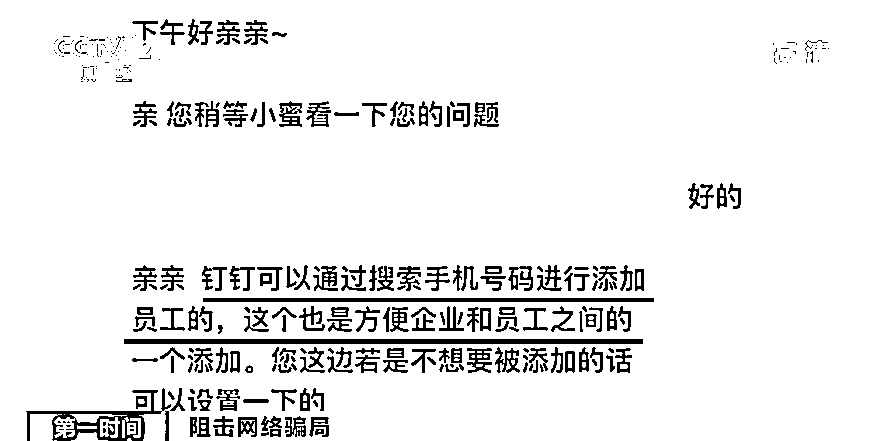 下午好亲亲~
CCTV 2
财经
高清
亲 您稍等小蜜看一下您的问题
好的
亲亲 钉钉可以通过搜索手机号码进行添加
员工的，这个也是方便企业和员工之间的
一个添加。您这边若是不想要被添加的话
可以设置一下的
第一时间 阻击网络骗局